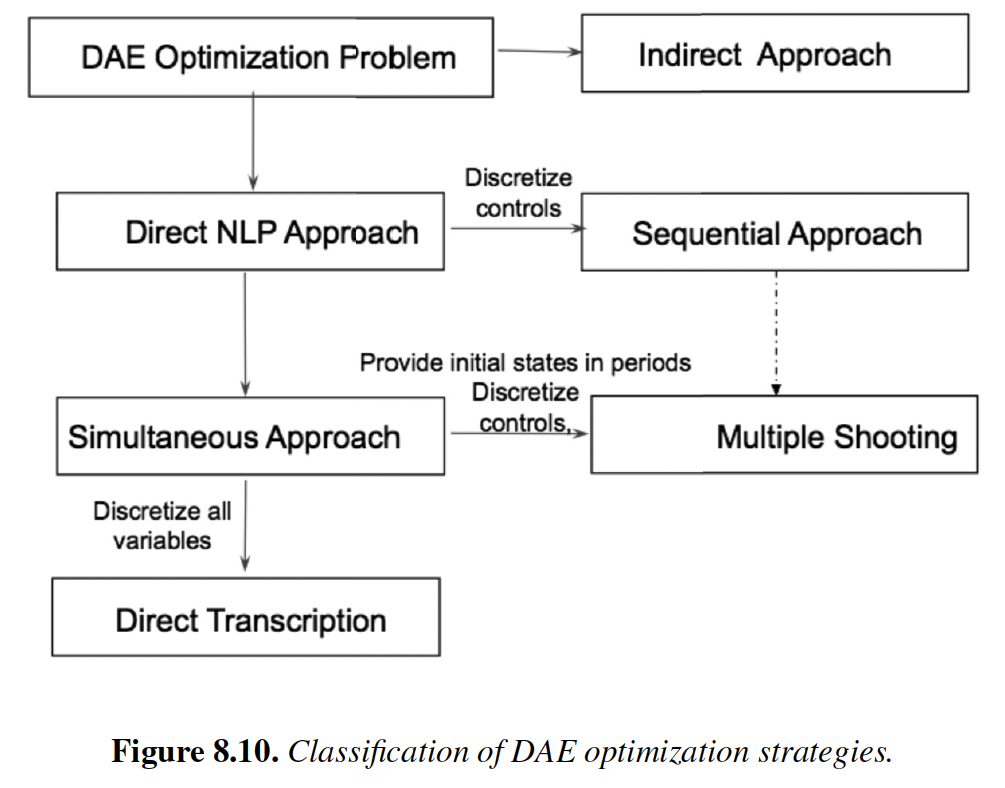 DAE Optimization Problem
Indirect Approach
Discretize
controls
Direct NLP Approach
Sequential Approach
Provide initial states in periods
Discretize
controls,
Simultaneous Approach
Multiple Shooting
Discretize all
variables
Direct Transcription
Figure 8.10. Classification of DAE optimization strategies.